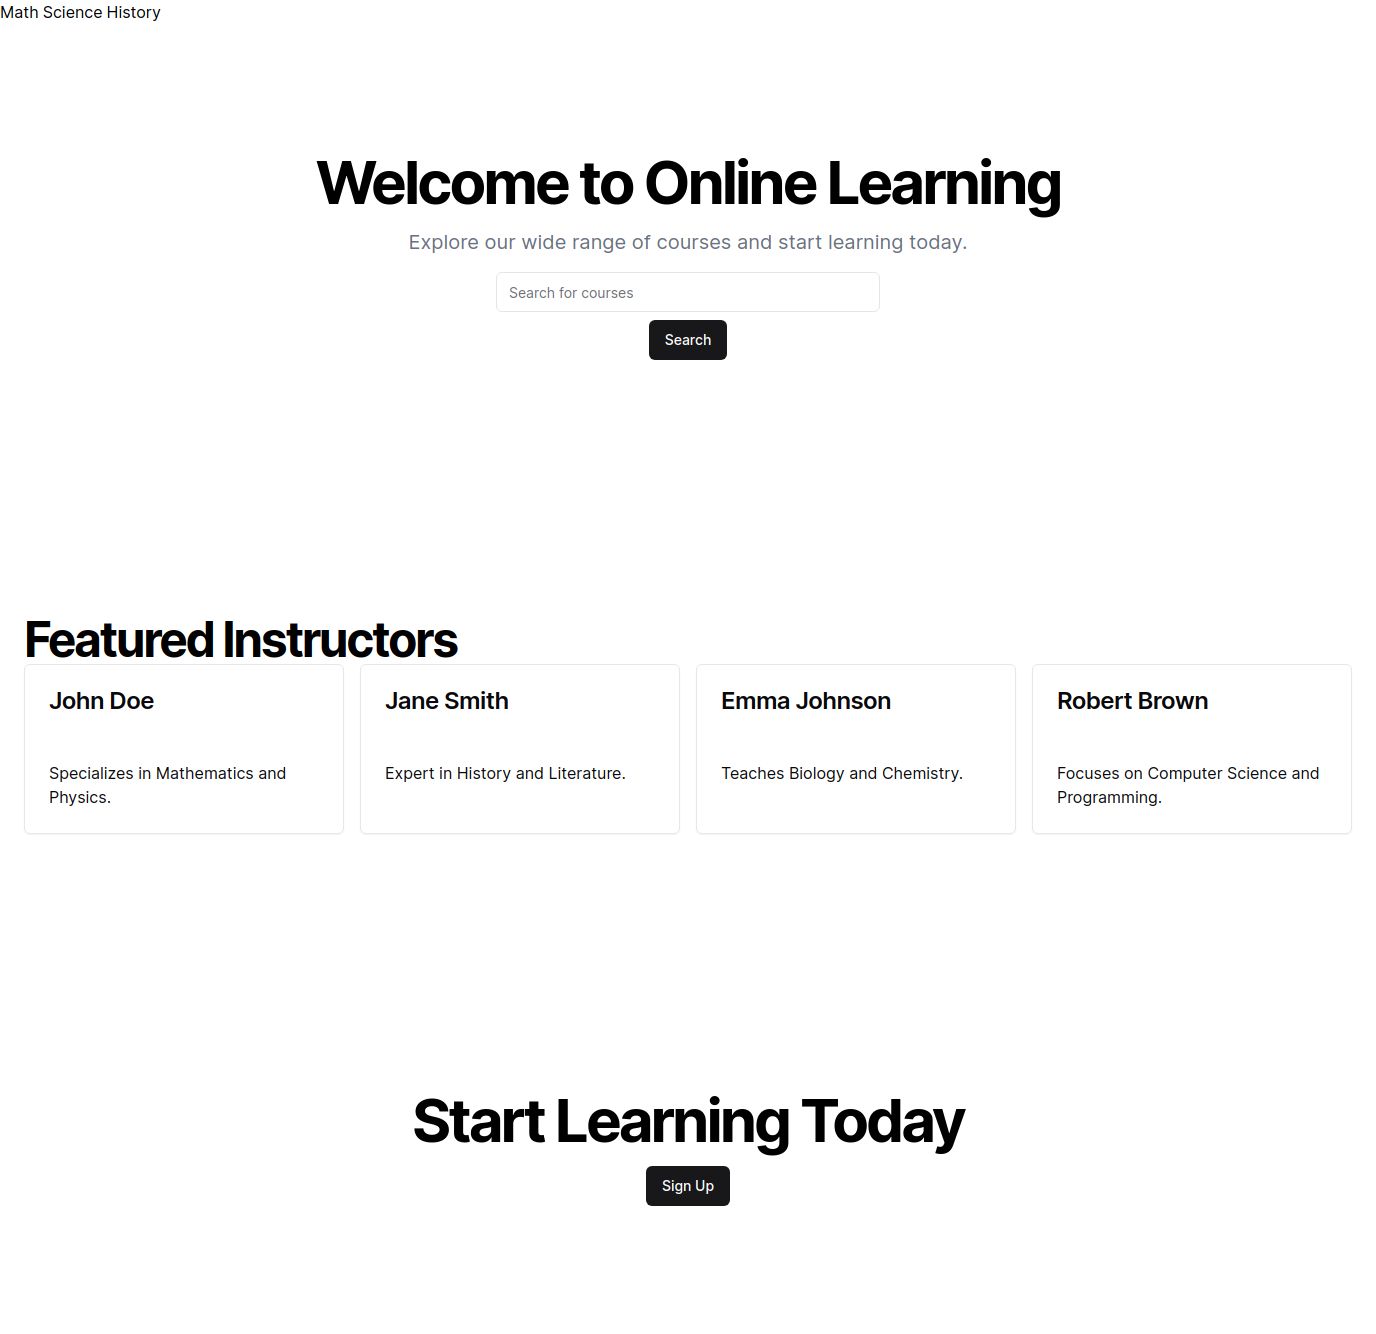 Math Science History
Welcome to Online Learning
Explore our wide range of courses and start learning today.
Search for courses
Search
Featured Instructors
John Doe
Specializes in Mathematics and
Physics.
Jane Smith
Expert in History and Literature.
Emma Johnson
Teaches Biology and Chemistry.
Robert Brown
Focuses on Computer Science and
Programming.
Start Learning Today
Sign Up